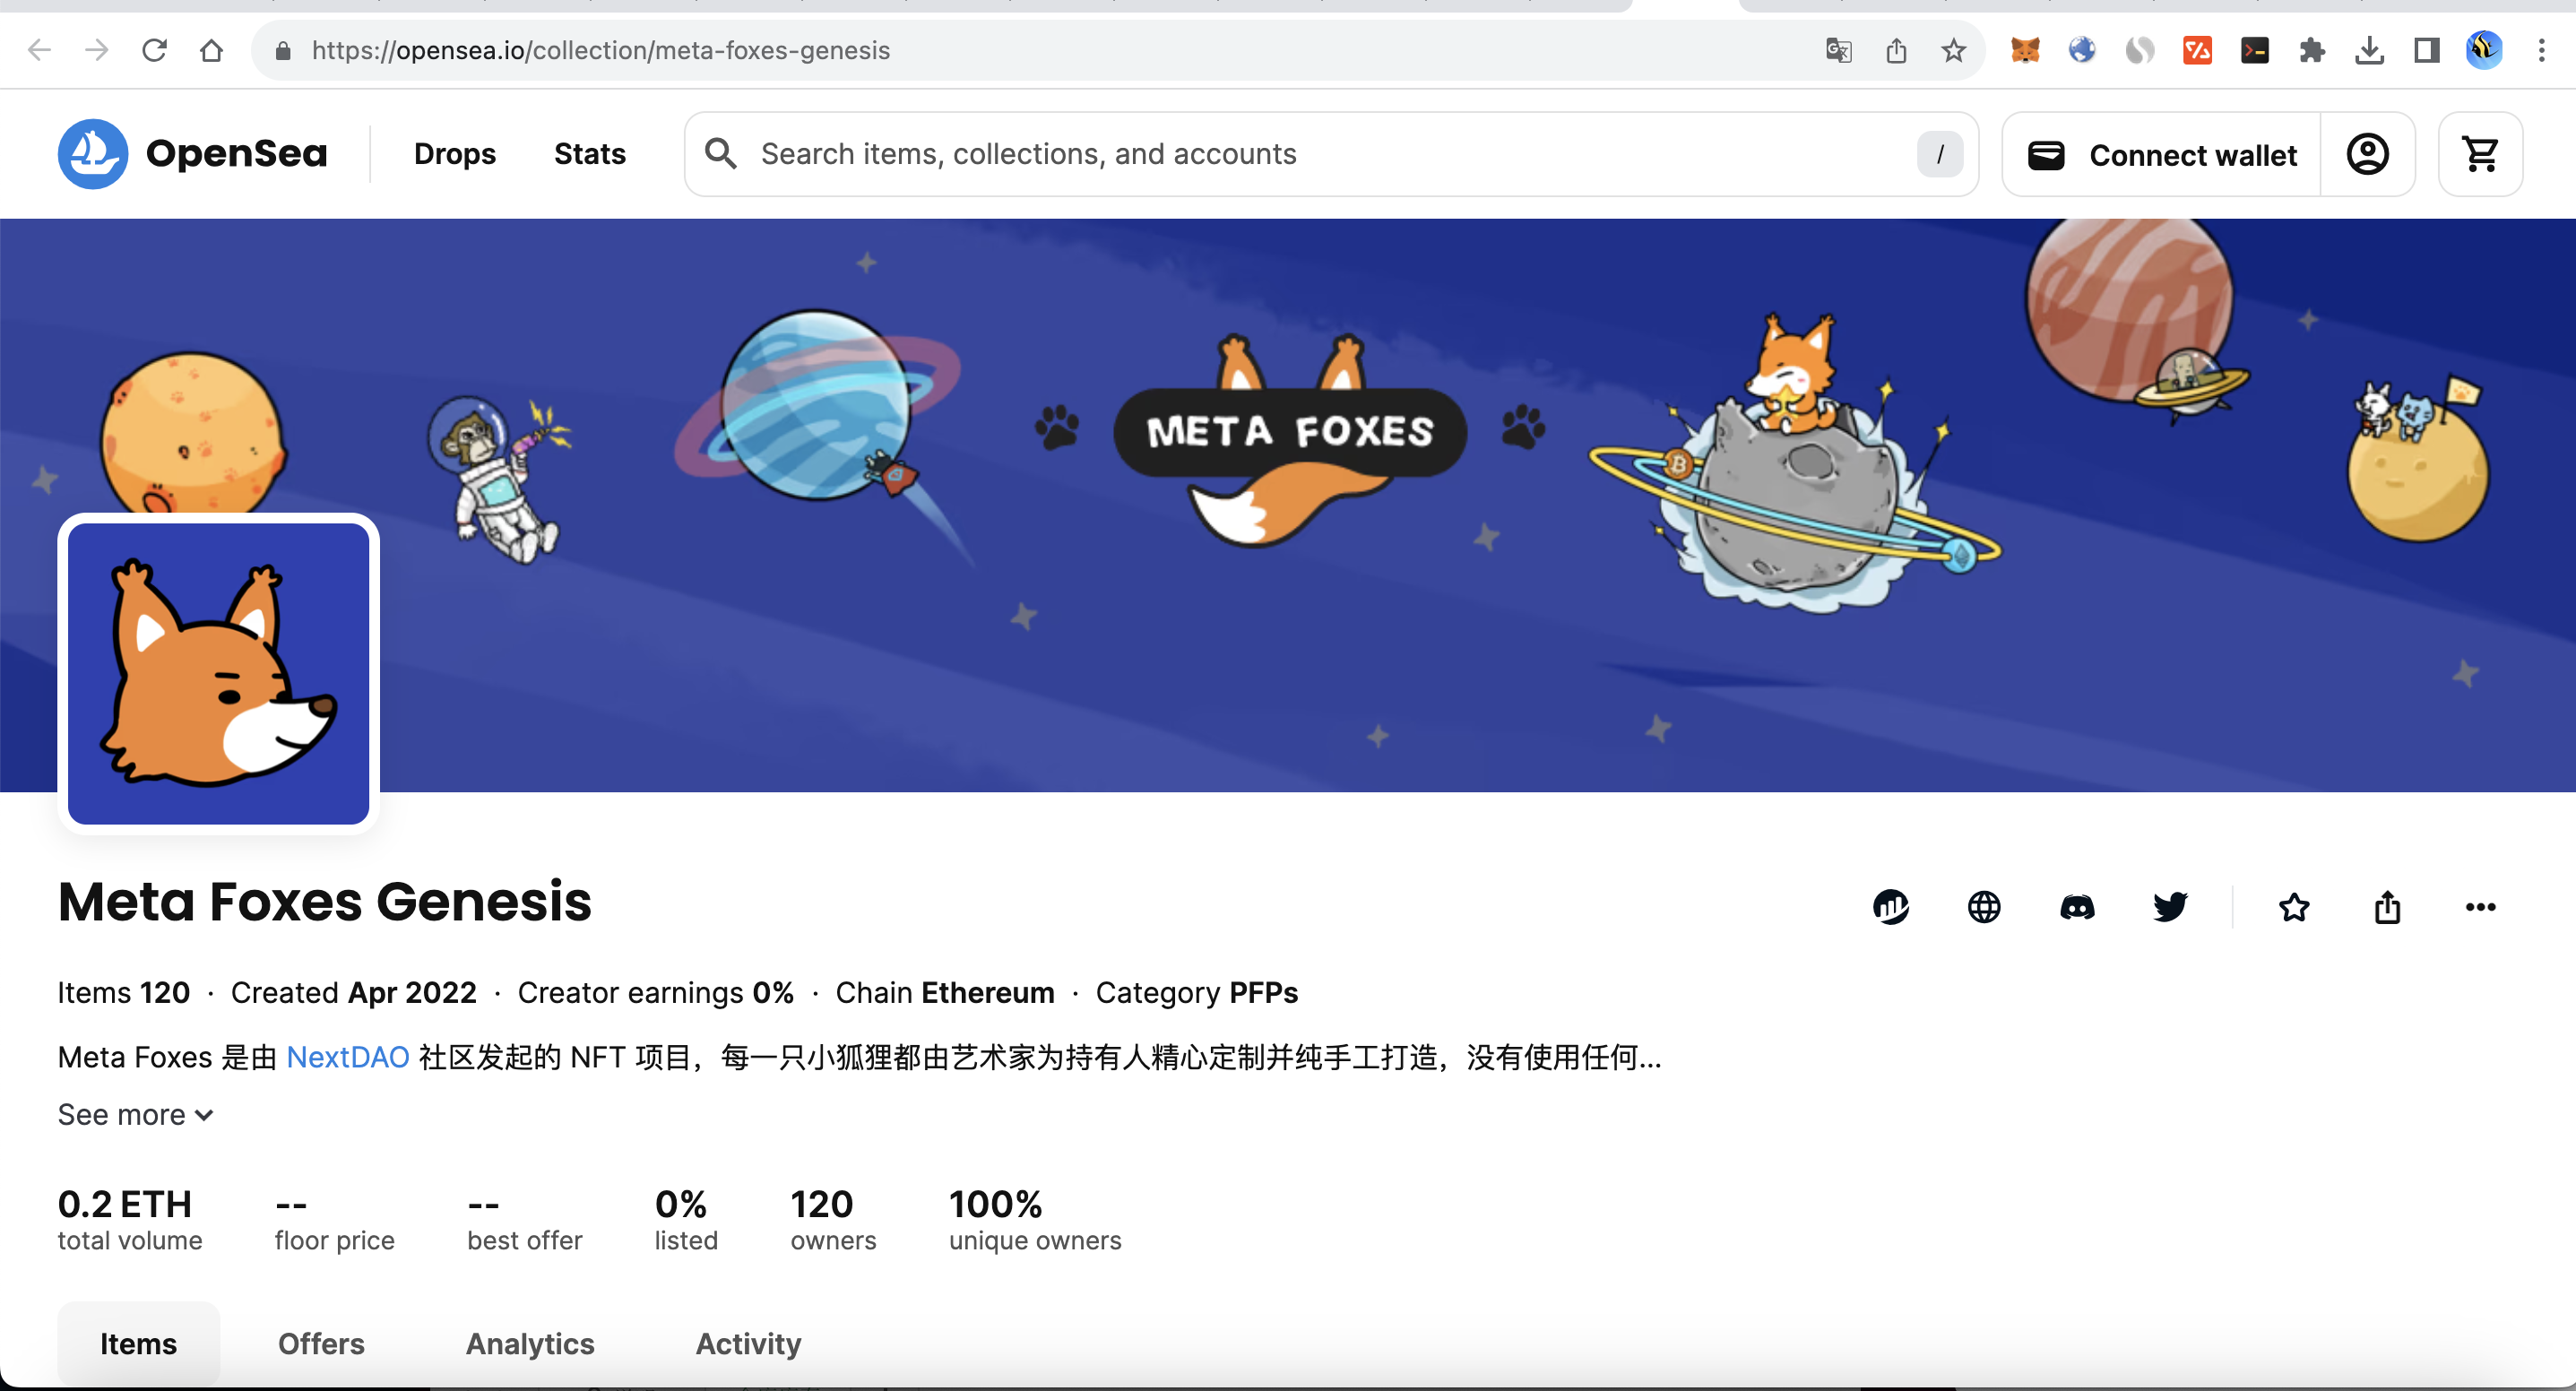 https://opensea.io/collection/meta-foxes-genesis
OpenSea
Drops
Stats
Search items, collections, and accounts
/
Connect wallet
META FOXES
Meta Foxes Genesis
Items 120 · Created Apr 2022 · Creator earnings 0% · Chain Ethereum · Category PFPs
Meta Foxes 是由 NextDAO 社区发起的 NFT 项目，每一只小狐狸都由艺术家为持有人精心定制并纯手工打造，没有使用任何...
See more
0.2 ETH
total volume
--
floor price
--
best offer
0%
listed
120
owners
100%
unique owners
Items
Offers
Analytics
Activity